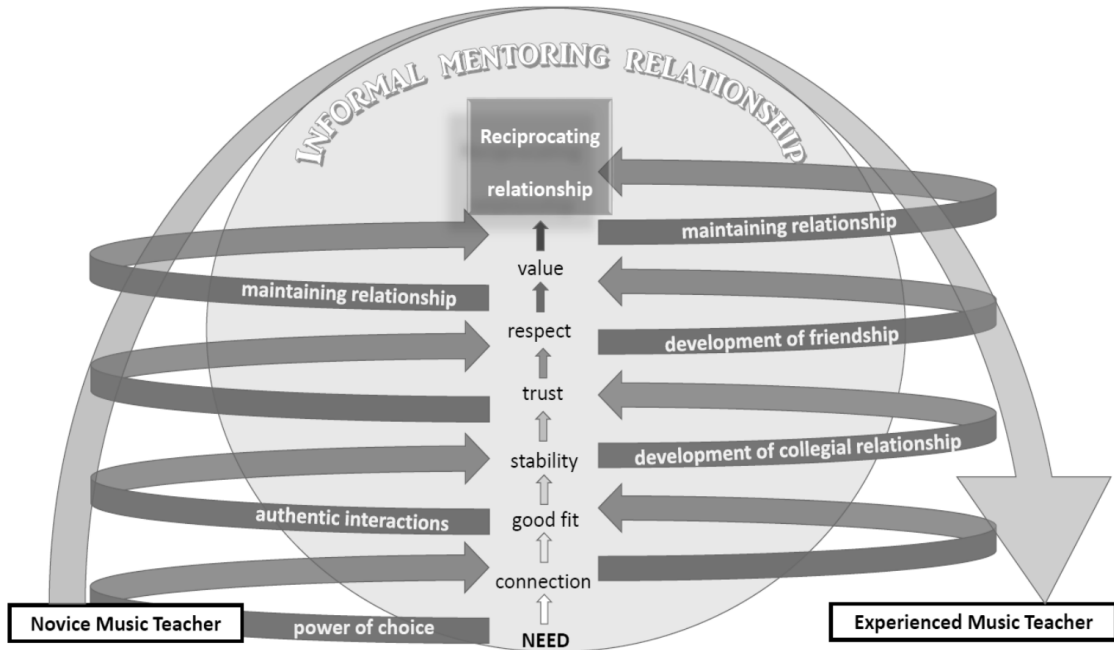 INFORMAL MENTORING RELATIONSHIP
Reciprocating
relationship
maintaining relationship
value
maintaining relationship
respect
development of friendship
trust
development of collegial relationship
stability
authentic interactions
good fit
connection
Novice Music Teacher
power of choice
NEED
Experienced Music Teacher